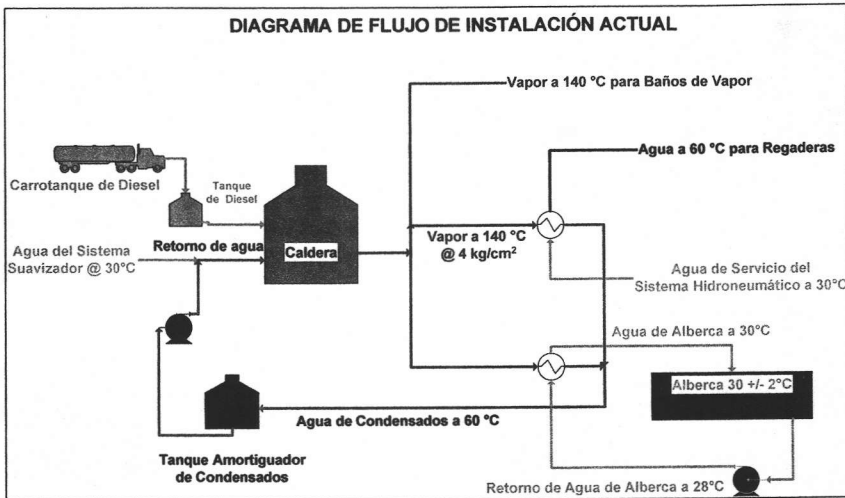 DIAGRAMA DE FLUJO DE INSTALACIÓN ACTUAL
Vapor a 140 °C para Baños de Vapor
Agua a 60 °C para Regaderas
Carrotanque de Diesel
Tanque
de Diesel
Retorno de agua
Caldera
Vapor a 140 °C
@ 4 kg/cm²
Agua del Sistema
Suavizador @ 30°C
Agua de Servicio del
Sistema Hidroneumático a 30°C
Agua de Alberca a 30°C
Alberca 30 +/- 2°C
Agua de Condensados a 60 °C
Tanque Amortiguador
de Condensados
Retorno de Agua de Alberca a 28°C